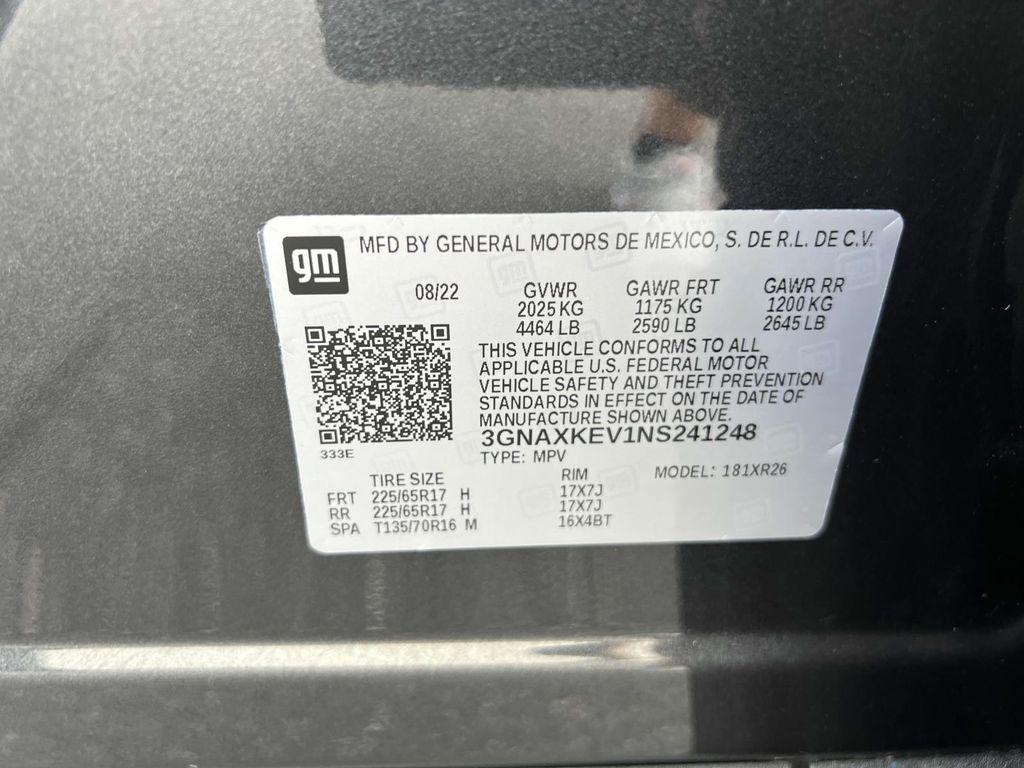 gm
MFD BY GENERAL MOTORS DE MEXICO, S. DE R.L. DE C.V.
08/22 GVWR GAWR FRT GAWR RR
2025 KG 1175 KG 1200 KG
4464 LB 2590 LB 2645 LB
THIS VEHICLE CONFORMS TO ALL
APPLICABLE U.S. FEDERAL MOTOR
VEHICLE SAFETY AND THEFT PREVENTION
STANDARDS IN EFFECT ON THE DATE OF
MANUFACTURE SHOWN ABOVE.
3GNAXKEV1NS241248
333E
TYPE: MPV
TIRE SIZE RIM MODEL: 181XR26
FRT 225/65R17 H 17X7J
RR 225/65R17 H 17X7J
SPA T135/70R16 M 16X4BT